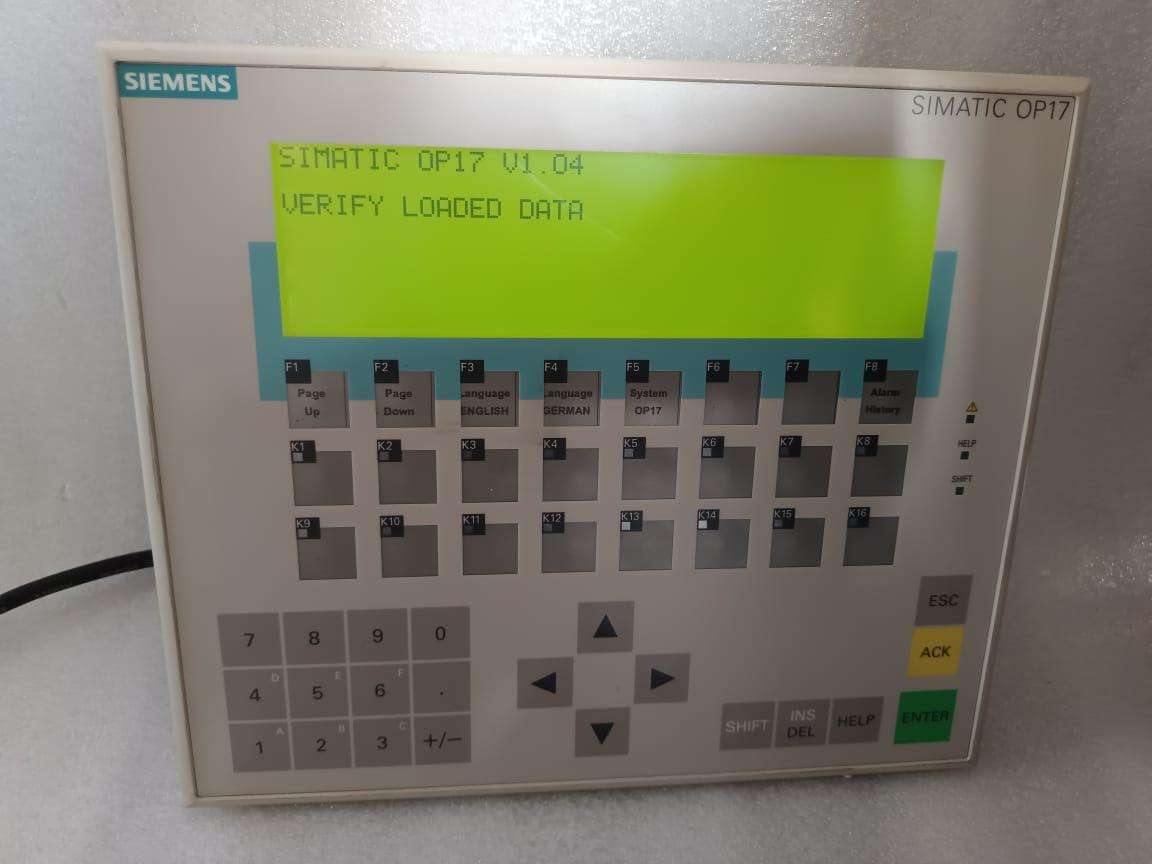 SIEMENS
SIMATIC OP17
SIMATIC OP17 V1.04
VERIFY LOADED DATA
F1 F2 F3 F4 F5 F6 F7 F8
Page Page Language Language System Alarm
Up Down ENGLISH GERMAN OP17 History
K1 K2 K3 K4 K5 K6 K7 K8
HELP
SHIFT
K9 K10 K11 K12 K13 K14 K15 K16
ESC
7 8 9 0
ACK
4 D 5 E 6 F .
1 A 2 B 3 C +/−
SHIFT INS DEL HELP ENTER